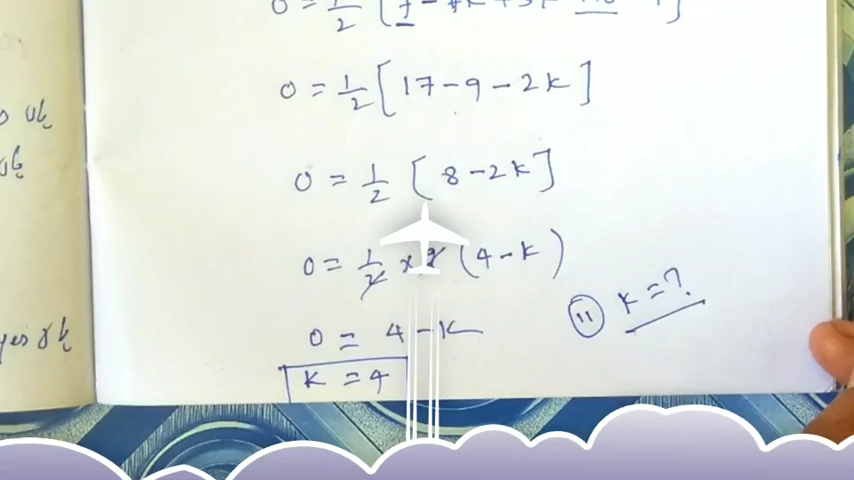 0 = 1/2 [17-9-2k]
0 = 1/2 [8-2k]
0 = 1/2 × 2 (4-k)
(ii) k=?
0 = 4-k
k = 4